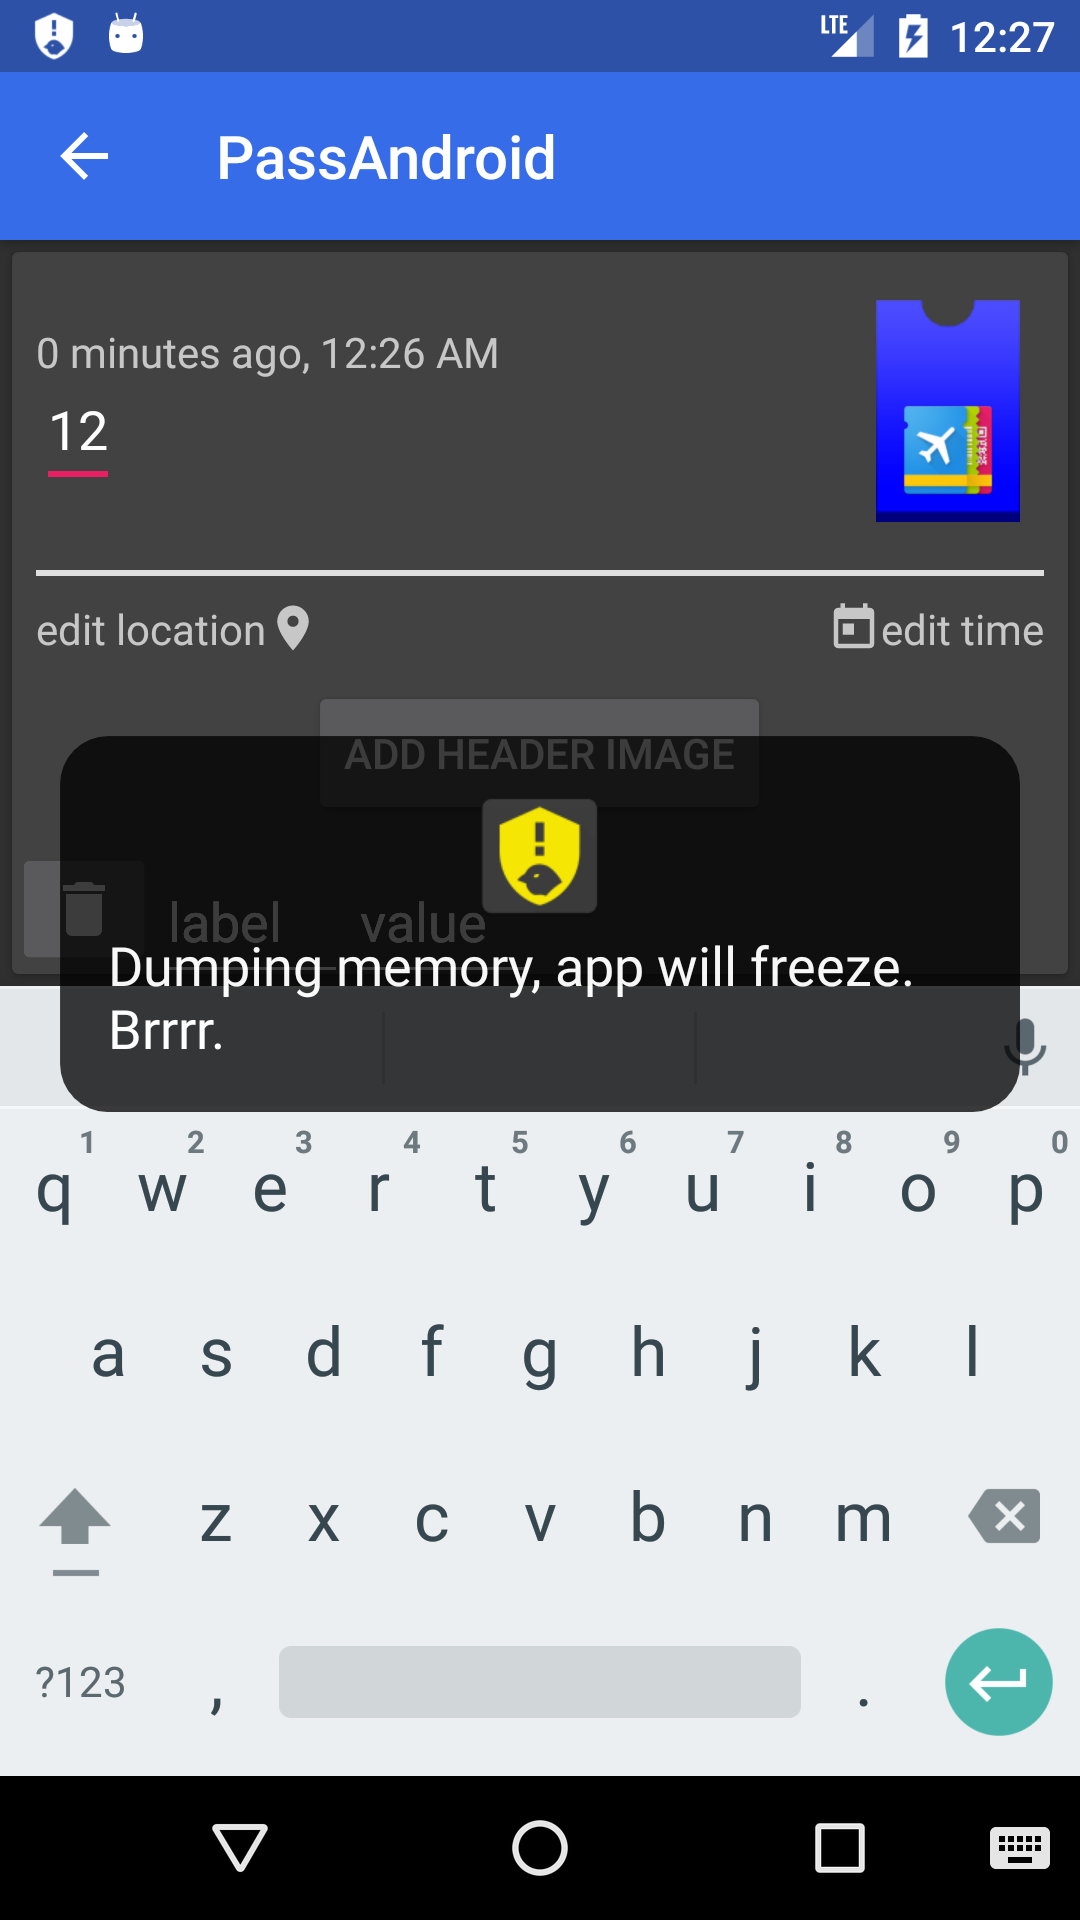 LTE 12:27
PassAndroid
0 minutes ago, 12:26 AM
12
edit location edit time
ADD HEADER IMAGE
label value
Dumping memory, app will freeze.
Brrrr.
1 2 3 4 5 6 7 8 9 0
q w e r t y u i o p
a s d f g h j k l
z x c v b n m
?123 , .